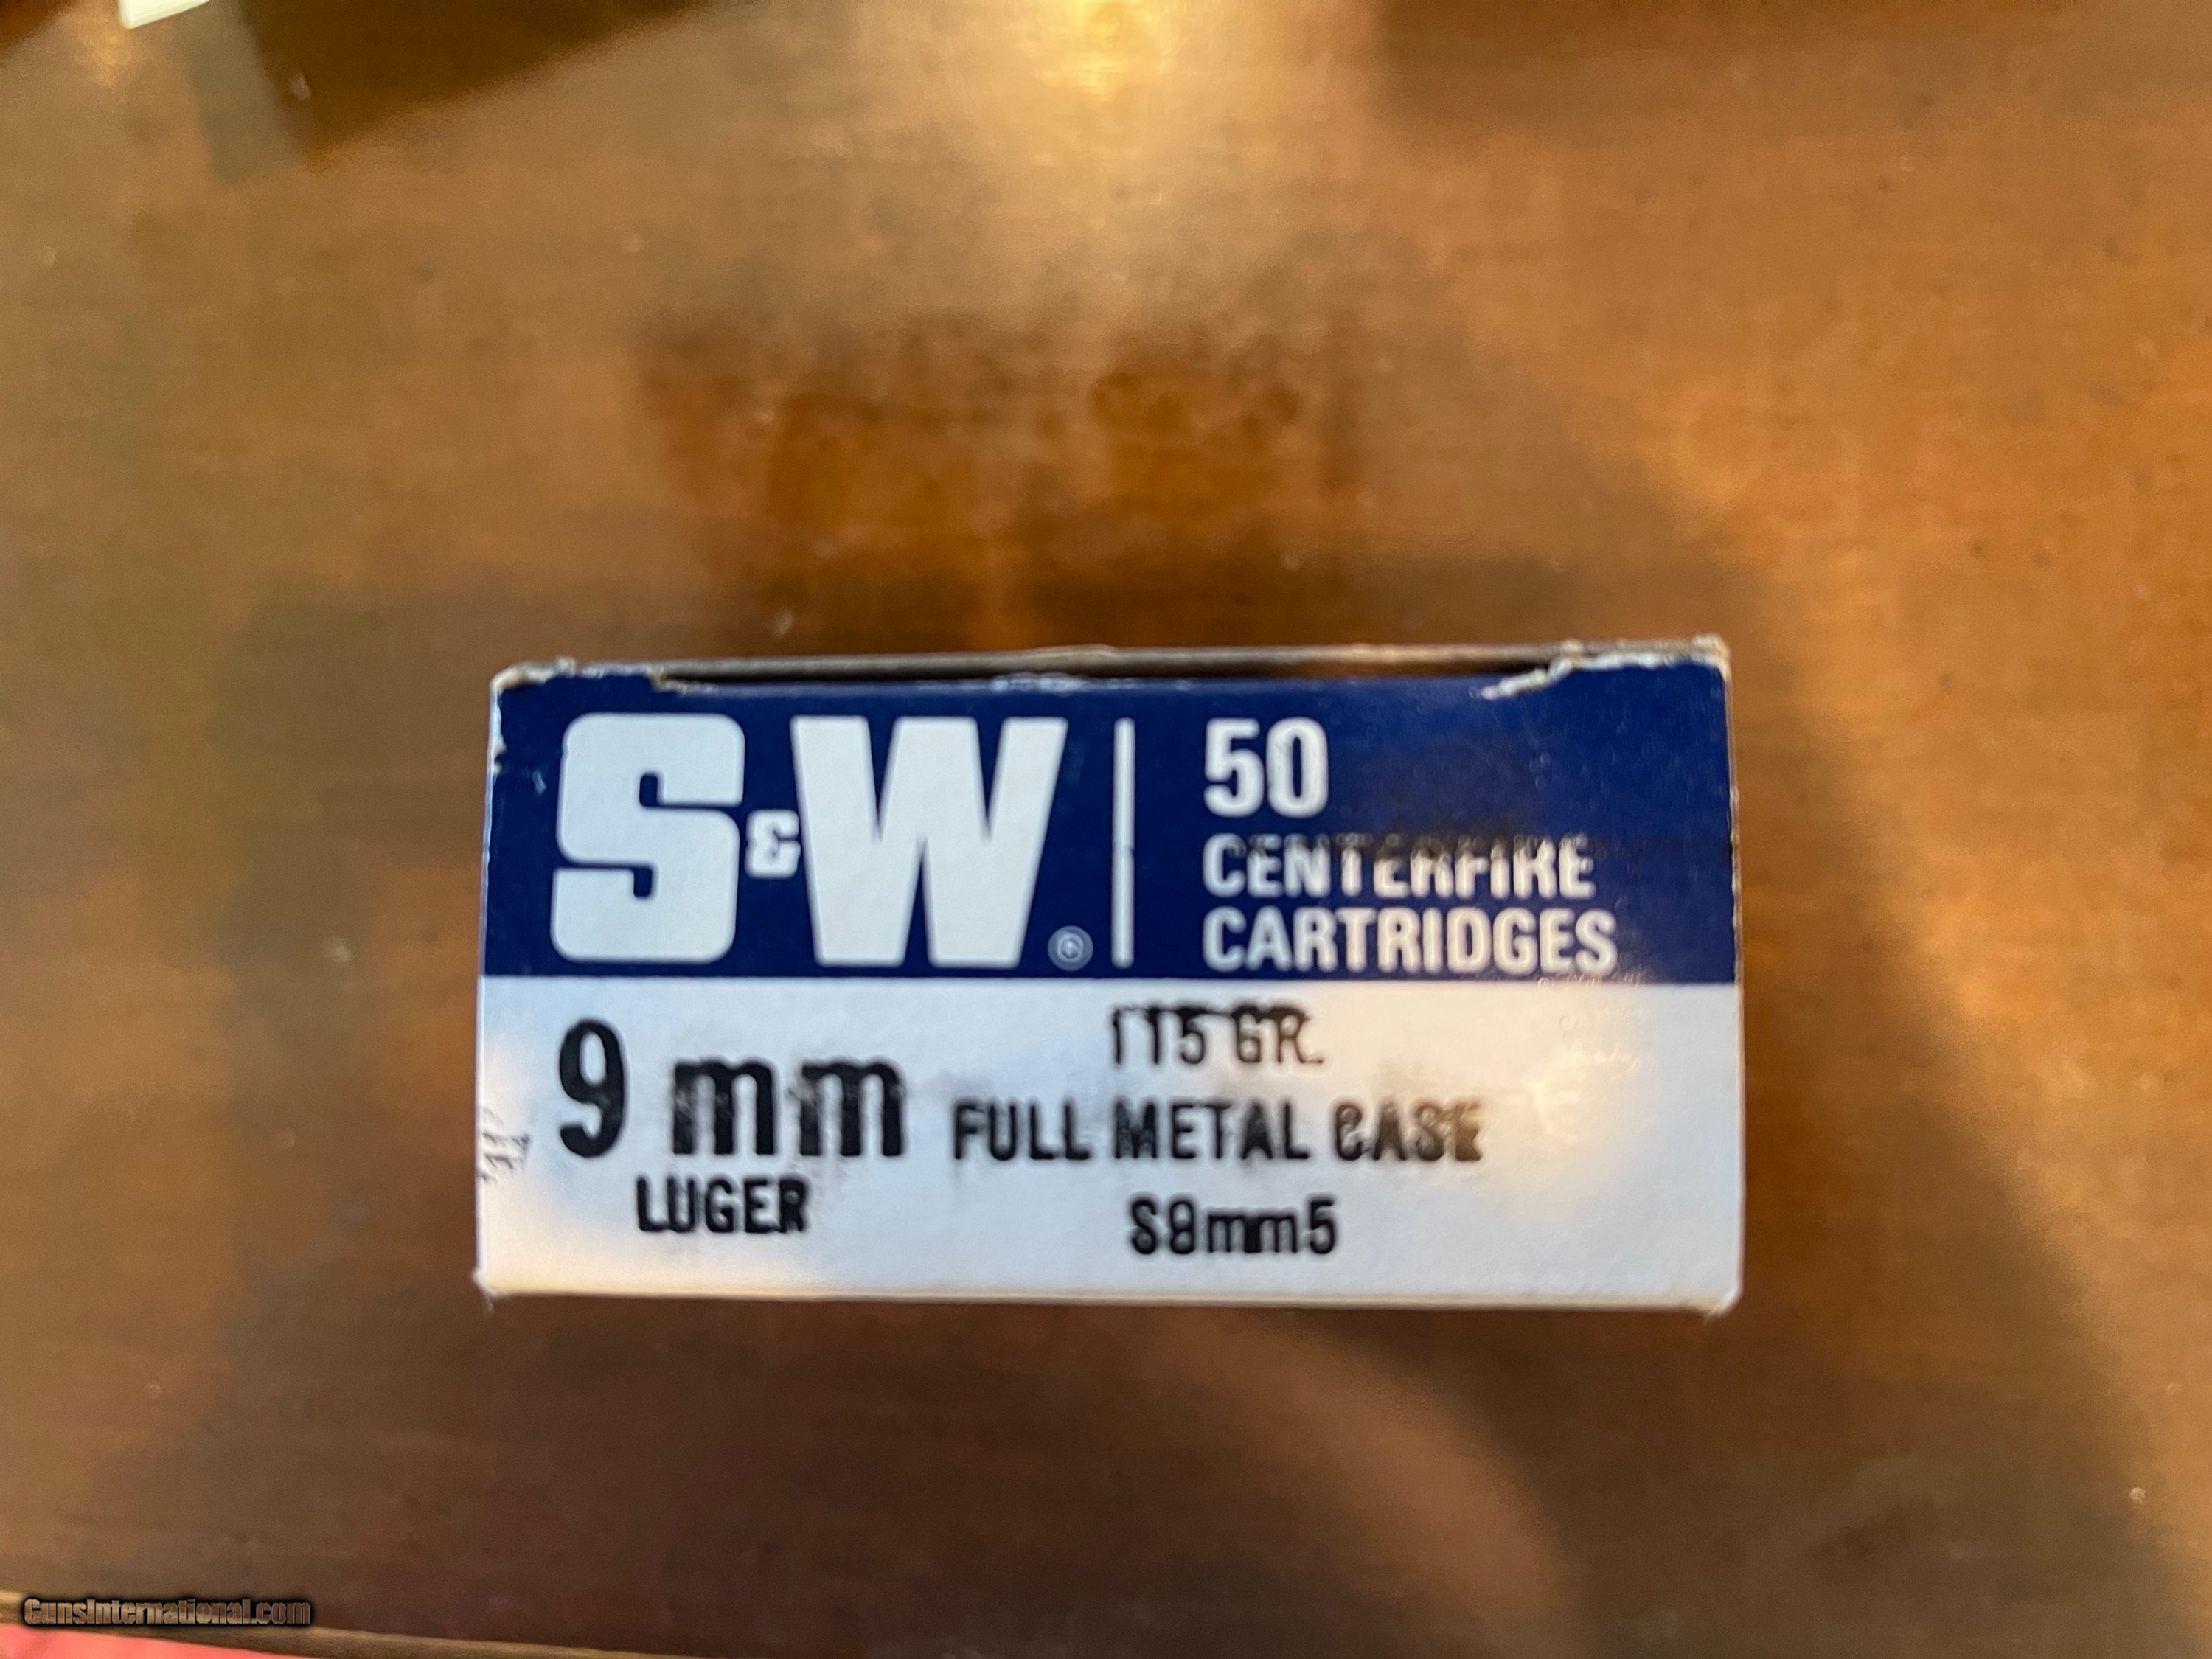 S&W
50
CENTERFIRE
CARTRIDGES
9 mm
LUGER
115 GR.
FULL METAL CASE
S9mm5
GunsInternational.com